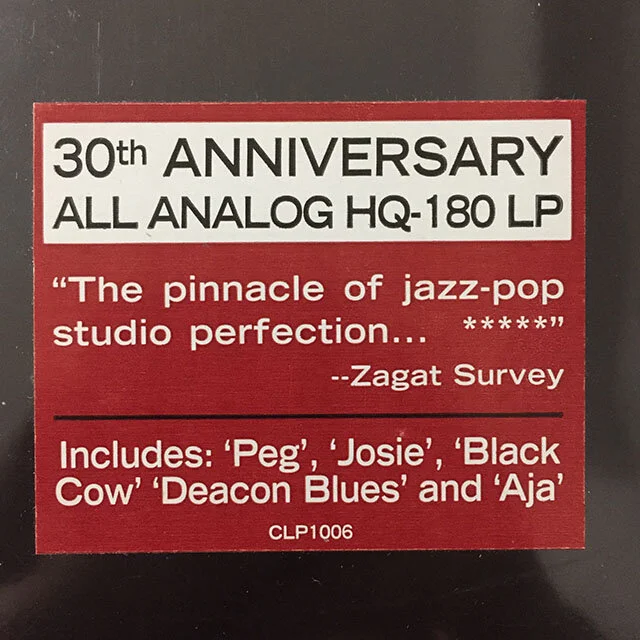 30th ANNIVERSARY
ALL ANALOG HQ-180 LP
“The pinnacle of jazz-pop
studio perfection... *****”
--Zagat Survey
Includes: ‘Peg’, ‘Josie’, ‘Black
Cow’ ‘Deacon Blues’ and ‘Aja’
CLP1006